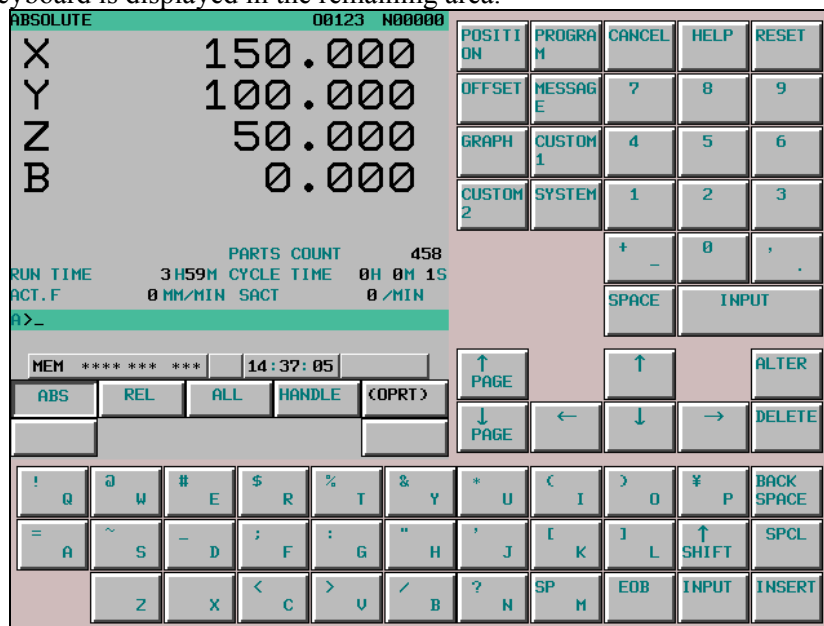 eyboard is displayed in the remaining area.
ABSOLUTE O0123 N00000
X 150.000
Y 100.000
Z 50.000
B 0.000
PARTS COUNT 458
RUN TIME 3H59M CYCLE TIME 0H 0M 1S
ACT.F 0 MM/MIN SACT 0 /MIN
A>_
MEM **** *** *** 14:37:05
ABS REL ALL HANDLE (OPRT)
POSITI
ON
PROGRA
M
CANCEL
HELP
RESET
OFFSET
MESSAG
E
7
8
9
GRAPH
CUSTOM
1
4
5
6
CUSTOM
2
SYSTEM
1
2
3
+ _
0
, .
SPACE
INPUT
↑
PAGE
↑
ALTER
↓
PAGE
←
↓
→
DELETE
! Q
@ W
# E
$ R
% T
& Y
* U
( I
) O
¥ P
BACK
SPACE
= A
~ S
_ D
; F
: G
" H
' J
[ K
] L
↑
SHIFT
SPCL
Z
X
< C
> V
/ B
? N
SP M
EOB
INPUT
INSERT